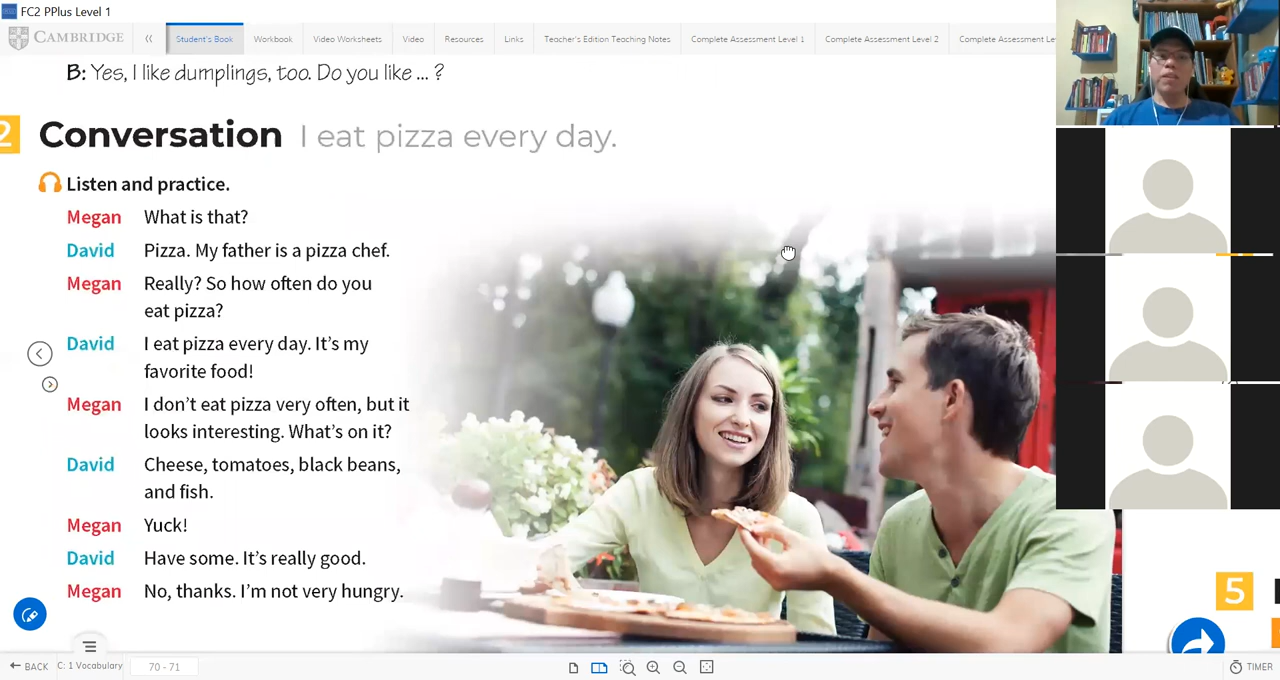 FC2 PPlus Level 1
CAMBRIDGE
Student's Book
Workbook
Video Worksheets
Video
Resources
Links
Teacher's Edition Teaching Notes
Complete Assessment Level 1
Complete Assessment Level 2
Complete Assessment Le
B: Yes, I like dumplings, too. Do you like ... ?
2 Conversation I eat pizza every day.
Listen and practice.
Megan What is that?
David Pizza. My father is a pizza chef.
Megan Really? So how often do you
eat pizza?
David I eat pizza every day. It's my
favorite food!
Megan I don't eat pizza very often, but it
looks interesting. What's on it?
David Cheese, tomatoes, black beans,
and fish.
Megan Yuck!
David Have some. It's really good.
Megan No, thanks. I'm not very hungry.
5
BACK
C: 1 Vocabulary
70 - 71
TIMER